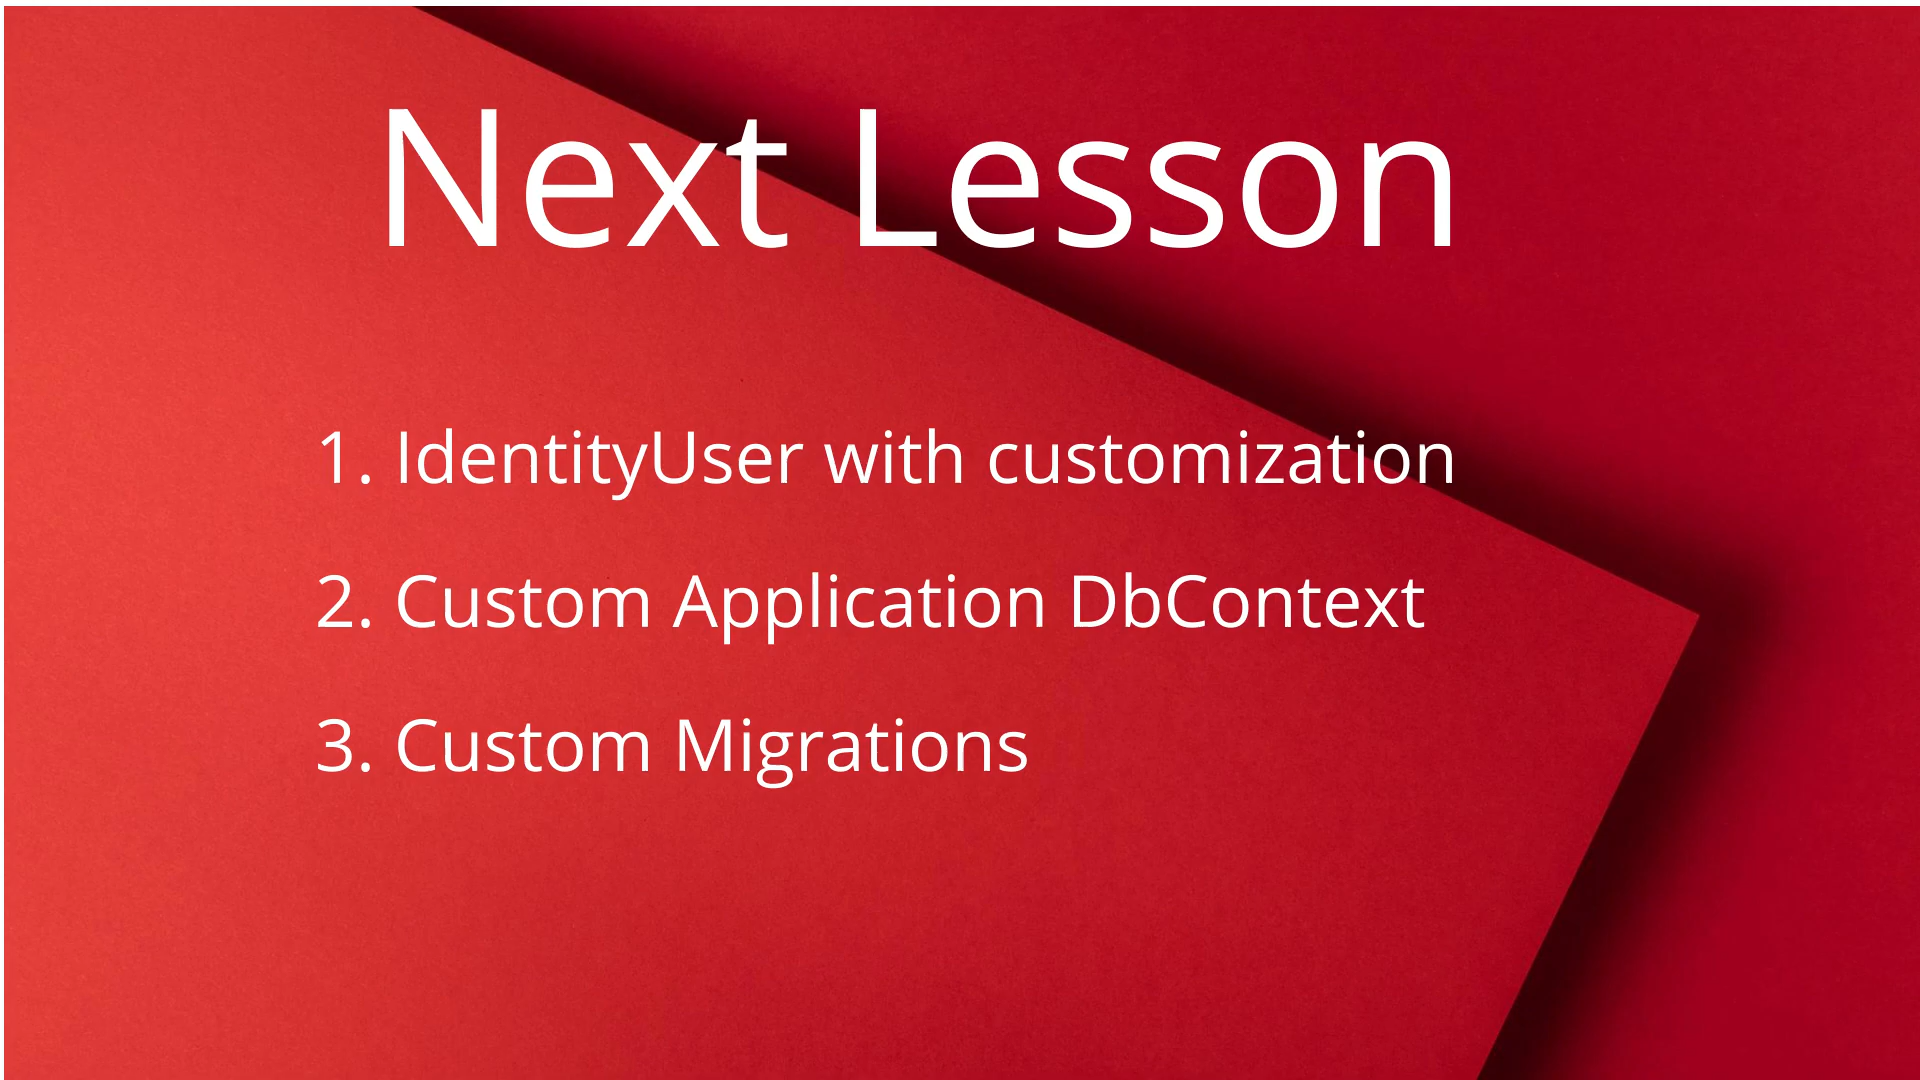 Next Lesson
1. IdentityUser with customization
2. Custom Application DbContext
3. Custom Migrations